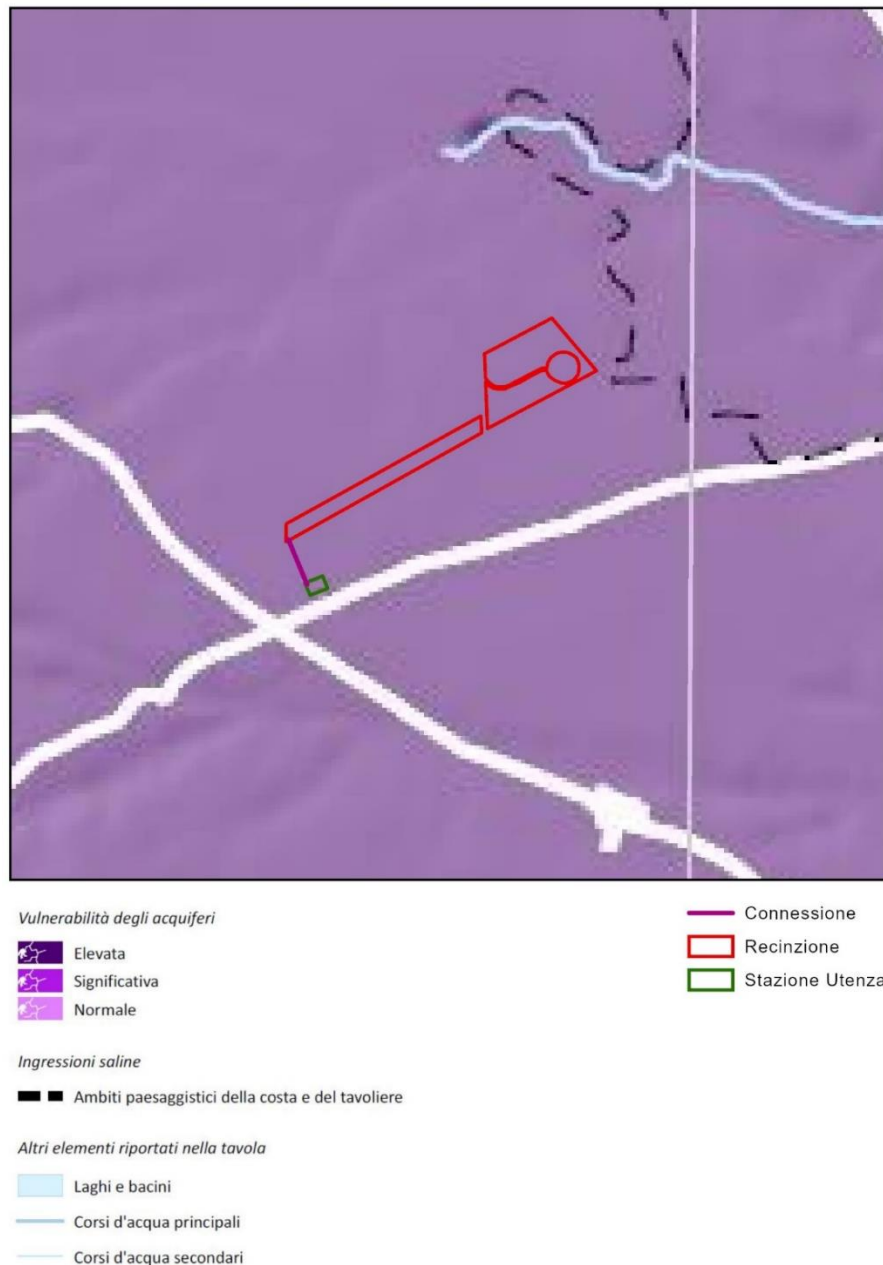 Vulnerabilità degli acquiferi
Elevata
Significativa
Normale
Ingressioni saline
Ambiti paesaggistici della costa e del tavoliere
Altri elementi riportati nella tavola
Laghi e bacini
Corsi d'acqua principali
Corsi d'acqua secondari
Connessione
Recinzione
Stazione Utenza